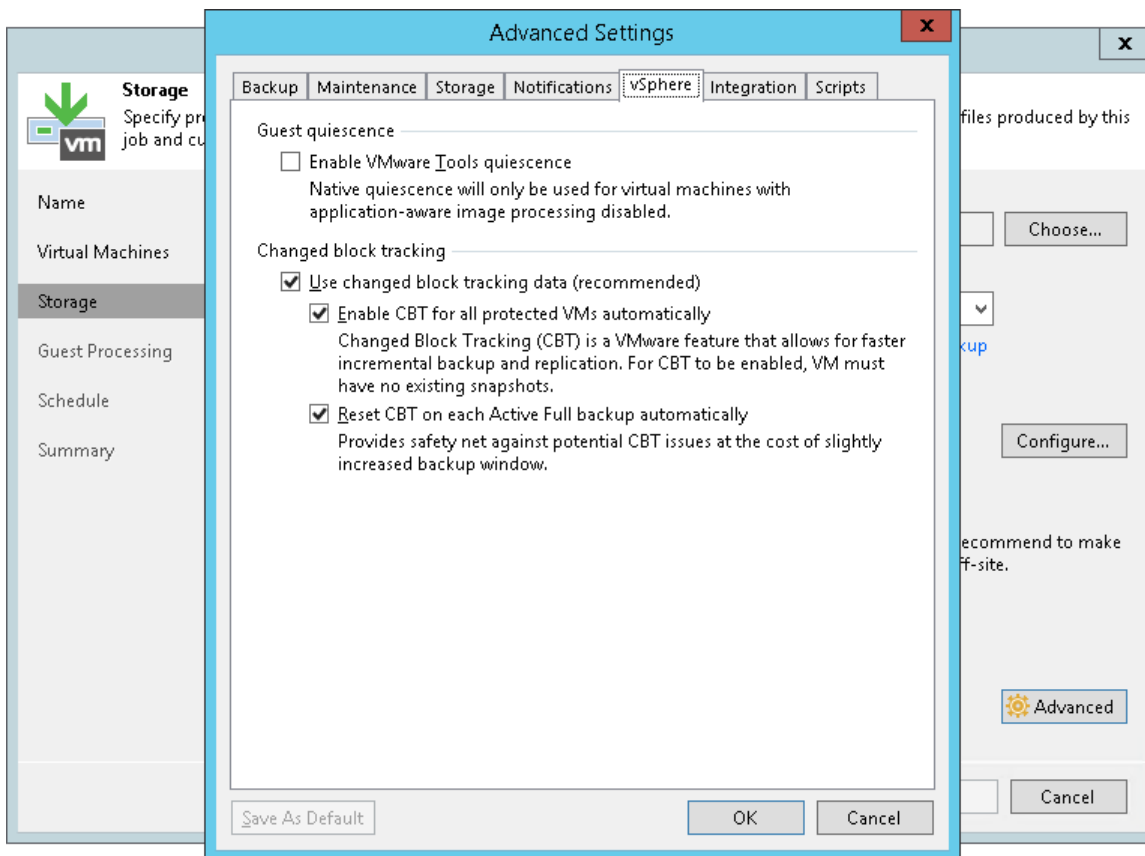 Advanced Settings
x
x
Storage
Specify pr
job and cu
files produced by this
vm
Name
Virtual Machines
Storage
Guest Processing
Schedule
Summary
Backup Maintenance Storage Notifications vSphere Integration Scripts
Guest quiescence
Enable VMware Tools quiescence
Native quiescence will only be used for virtual machines with
application-aware image processing disabled.
Changed block tracking
Use changed block tracking data (recommended)
Enable CBT for all protected VMs automatically
Changed Block Tracking (CBT) is a VMware feature that allows for faster
incremental backup and replication. For CBT to be enabled, VM must
have no existing snapshots.
Reset CBT on each Active Full backup automatically
Provides safety net against potential CBT issues at the cost of slightly
increased backup window.
Save As Default
OK
Cancel
Choose...
kup
Configure...
ecommend to make
ff-site.
Advanced
Cancel